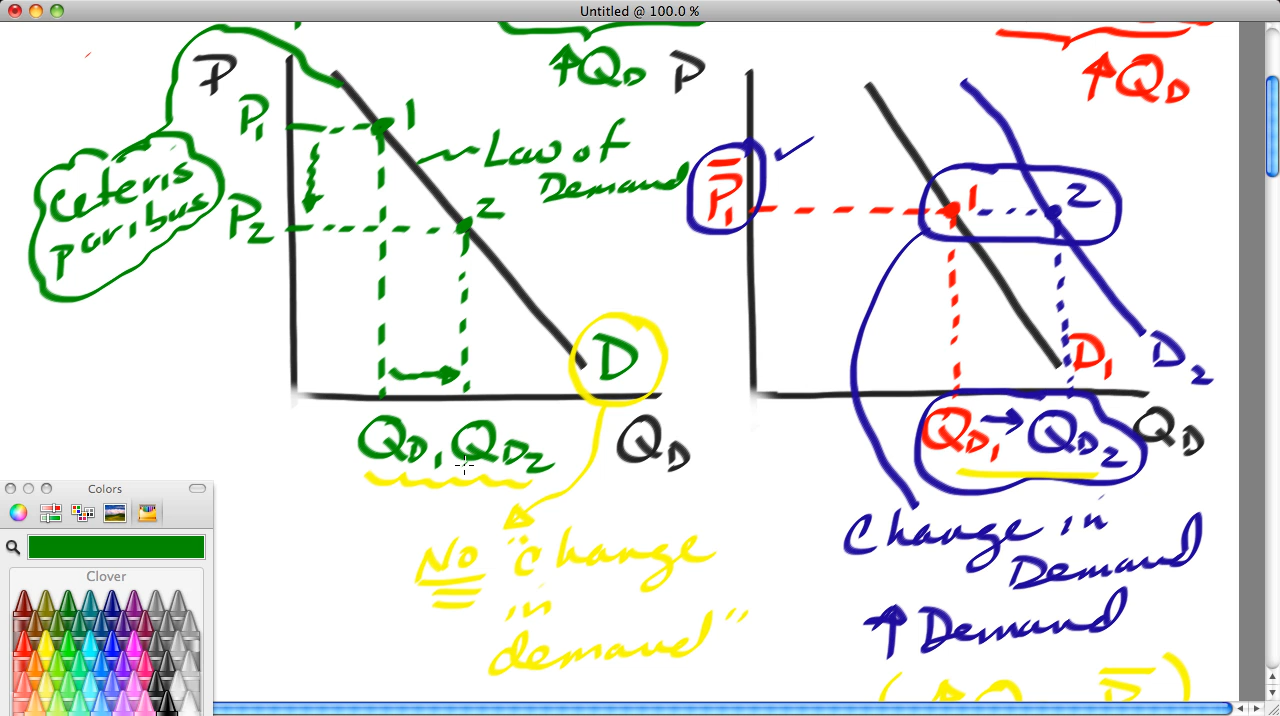 Untitled @ 100.0 %
↑QD
P
P1
1
Law of
Demand
Ceteris
paribus
P2
2
D
QD1 QD2
QD
No "change
in
demand"
↑QD
P
P̅1
1
2
D1
D2
QD1 → QD2
QD
Change in
Demand
↑ Demand
Colors
Clover